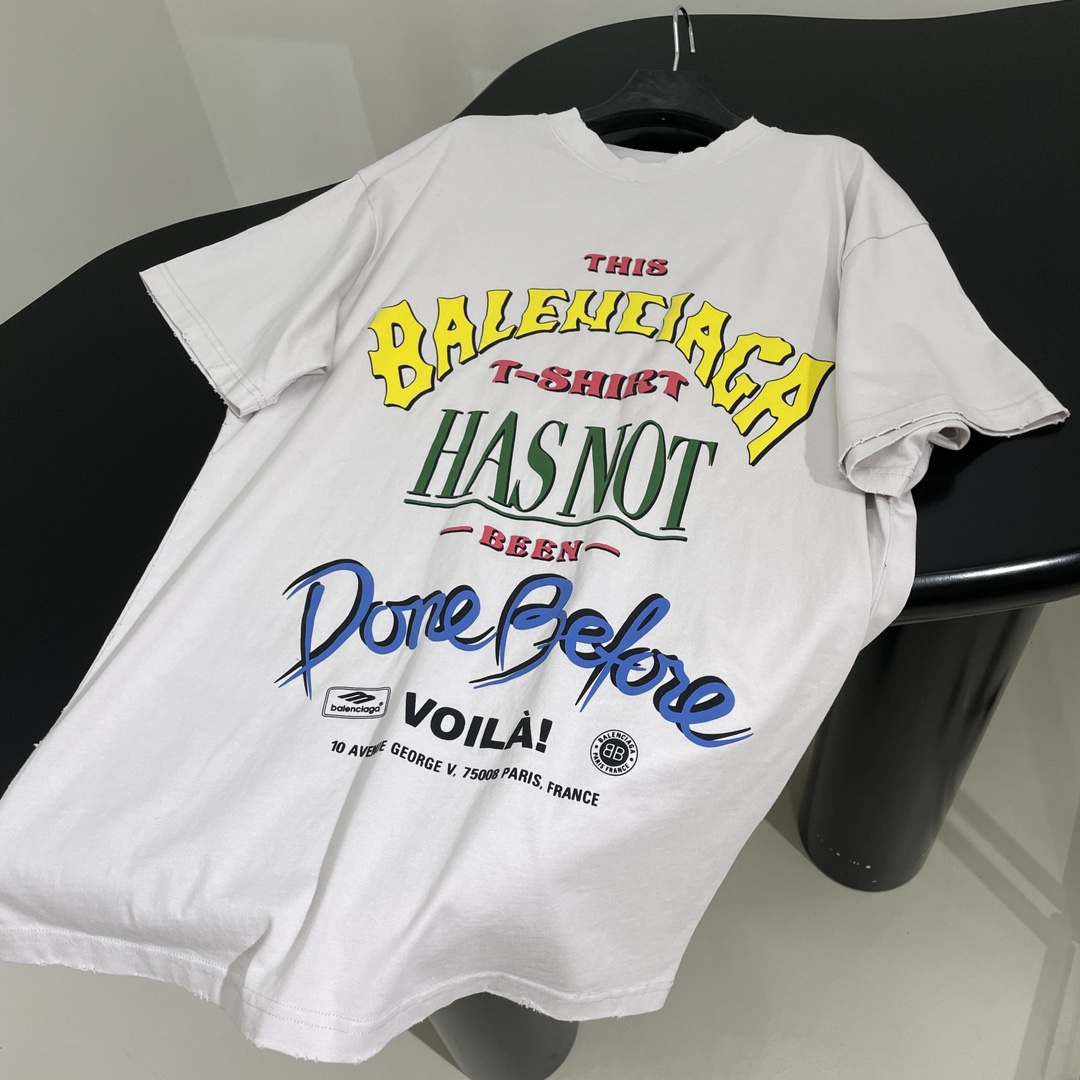 THIS
BALENCIAGA
T-SHIRT
HAS NOT
BEEN
Done Before
balenciaga®
VOILÀ!
BALENCIAGA
BB
PARIS FRANCE
10 AVENUE GEORGE V, 75008 PARIS, FRANCE